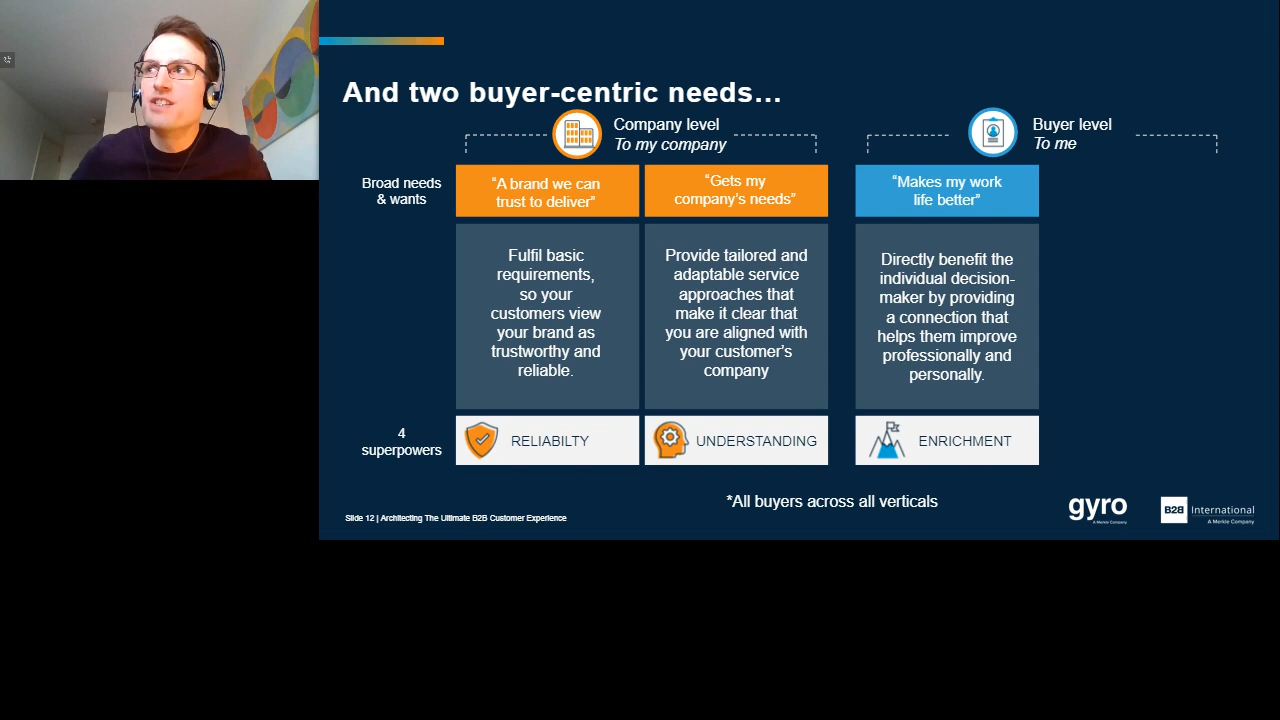 And two buyer-centric needs...
Company level
To my company
Buyer level
To me
Broad needs
& wants
“A brand we can
trust to deliver”
“Gets my
company’s needs”
“Makes my work
life better”
Fulfil basic
requirements,
so your
customers view
your brand as
trustworthy and
reliable.
Provide tailored and
adaptable service
approaches that
make it clear that
you are aligned with
your customer’s
company
Directly benefit the
individual decision-
maker by providing
a connection that
helps them improve
professionally and
personally.
4
superpowers
RELIABILTY
UNDERSTANDING
ENRICHMENT
*All buyers across all verticals
Slide 12 | Architecting The Ultimate B2B Customer Experience
gyro
A Merkle Company
B2B International
A Merkle Company